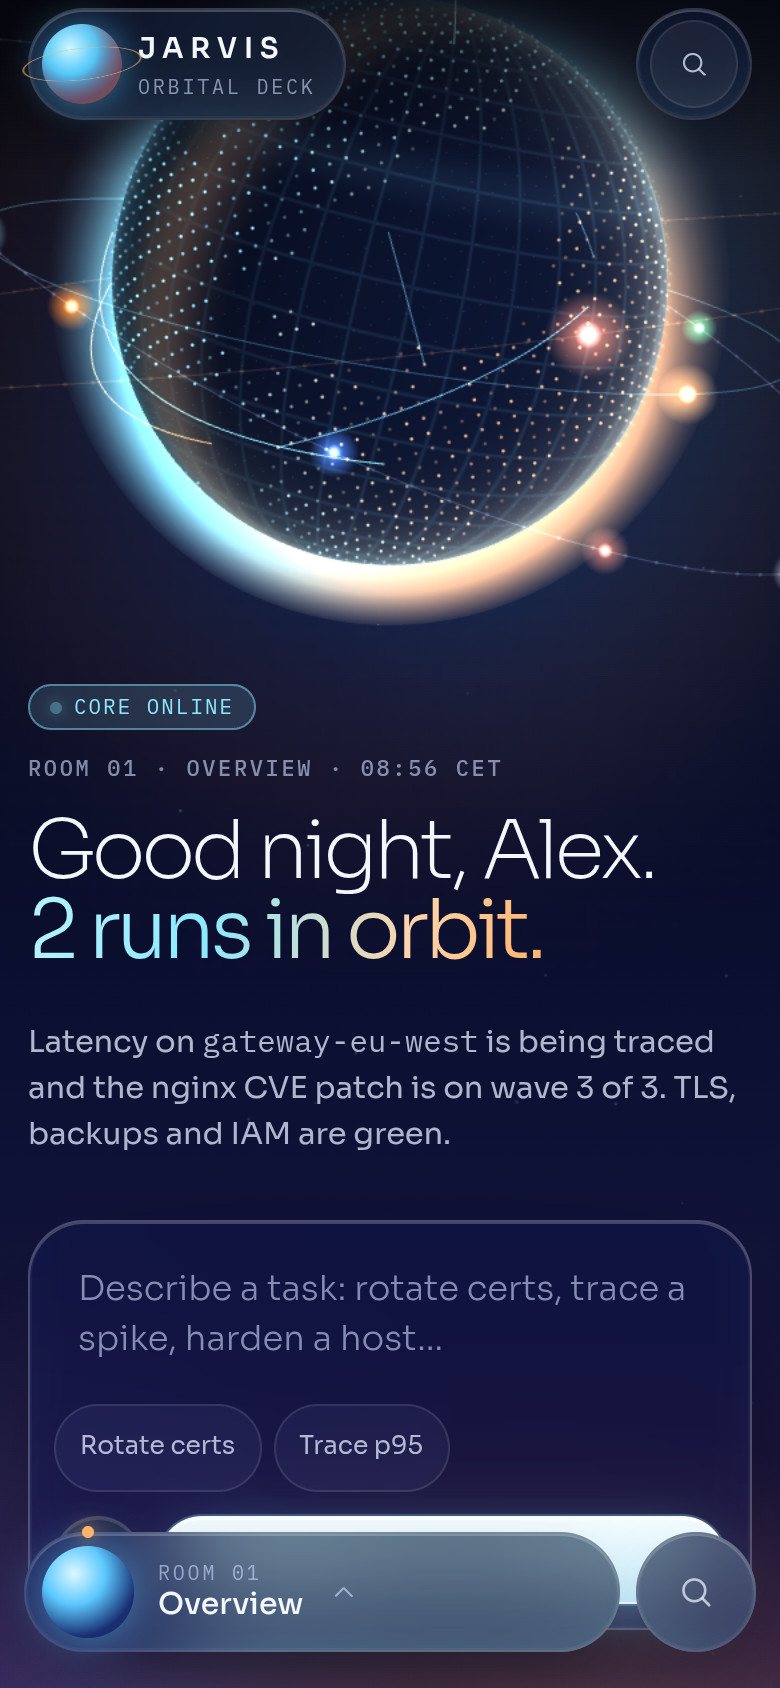 JARVIS
ORBITAL DECK
CORE ONLINE
ROOM 01 · OVERVIEW · 08:56 CET
Good night, Alex.
2 runs in orbit.
Latency on gateway-eu-west is being traced
and the nginx CVE patch is on wave 3 of 3. TLS,
backups and IAM are green.
Describe a task: rotate certs, trace a
spike, harden a host...
Rotate certs
Trace p95
ROOM 01
Overview